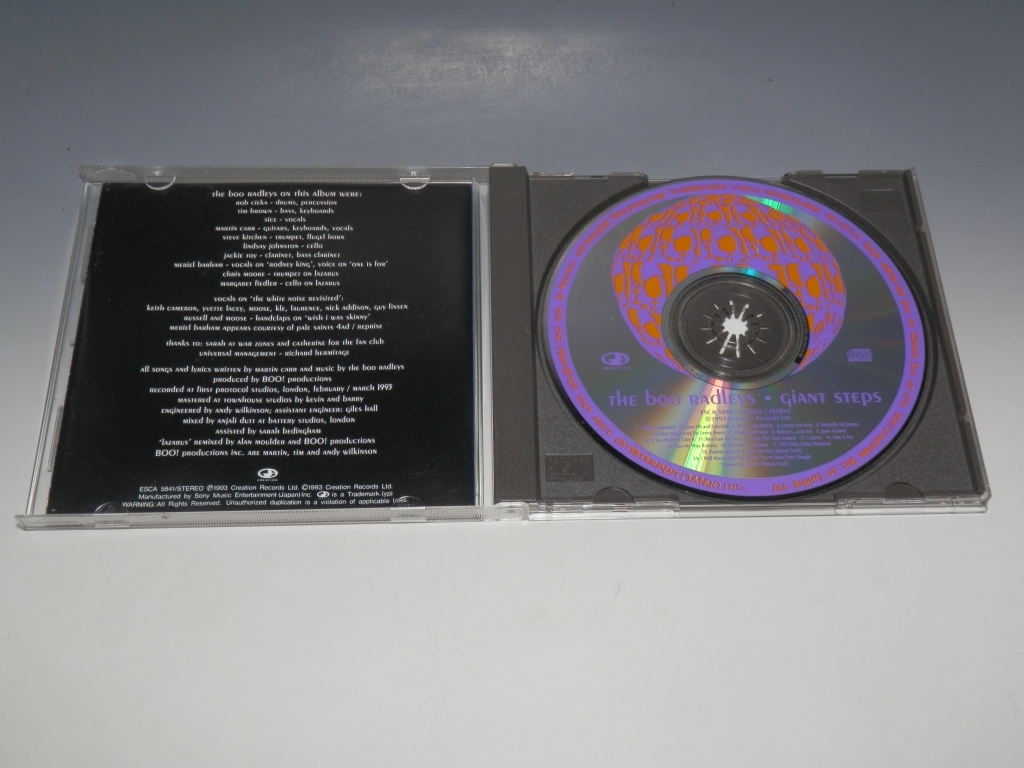 the boo radleys on this album were:
rob cieka - drums, percussion
tim brown - bass, keyboards
sice - vocals
martin carr - guitars, keyboards, vocals
steve kitchen - trumpet, flugel horn
lindsay johnston - cello
jackie toy - clarinet, bass clarinet
meriel barham - vocals on 'rodney king', voice on 'one is for'
chris moore - trumpet on lazarus
margaret fiedler - cello on lazarus
vocals on 'the white noise revisited':
keith cameron, yvette lacey, moose, kle, laurence, nick addison, guy fixsen
russell and moose - handclaps on 'wish i was skinny'
meriel barham appears courtesy of pale saints 4ad / reprise
thanks to: sarah at war zones and catherine for the fan club
universal management - richard hermitage
all songs and lyrics written by martin carr and music by the boo radleys
produced by BOO! productions
recorded at first protocol studios, london, february / march 1993
mastered at townhouse studios by kevin and barry
engineered by andy wilkinson; assistant engineer: giles hall
mixed by anjali dutt at battery studios, london
assisted by sarah bedingham
'lazarus' remixed by alan moulder and BOO! productions
BOO! productions inc. are martin, tim and andy wilkinson
CREATION
ESCA 5841/STEREO ℗1993 Creation Records Ltd. ©1993 Creation Records Ltd.
Manufactured by Sony Music Entertainment (Japan) Inc. is a Trademark. (yp)
WARNING: All Rights Reserved. Unauthorized duplication is a violation of applicable laws.
CREATION
the boo radleys • giant steps
ENTERTAINMENT (JAPAN) INC.
ALL RIGHTS OF THE